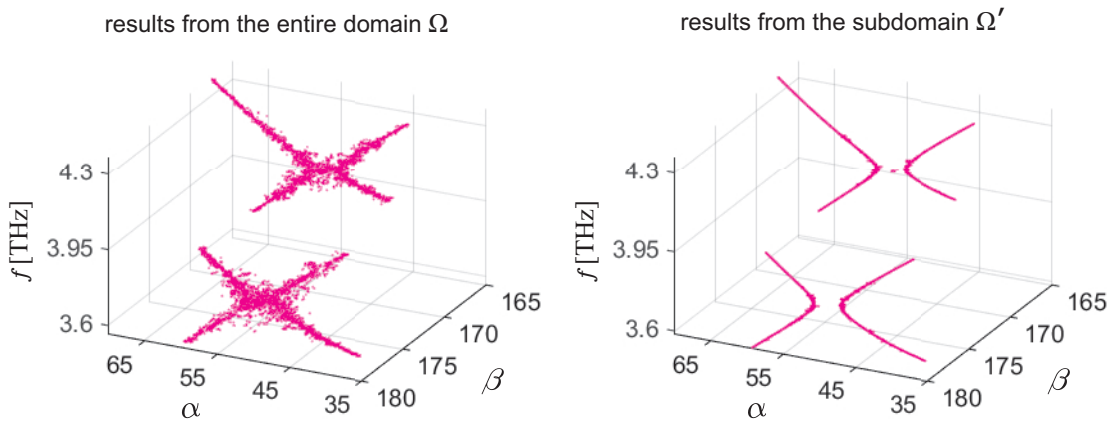 results from the entire domain Ω
4.3
3.95
3.6
f [THz]
65
55
45
35
α
165
170
175
180
β
results from the subdomain Ω′
4.3
3.95
3.6
f [THz]
65
55
45
35
α
165
170
175
180
β